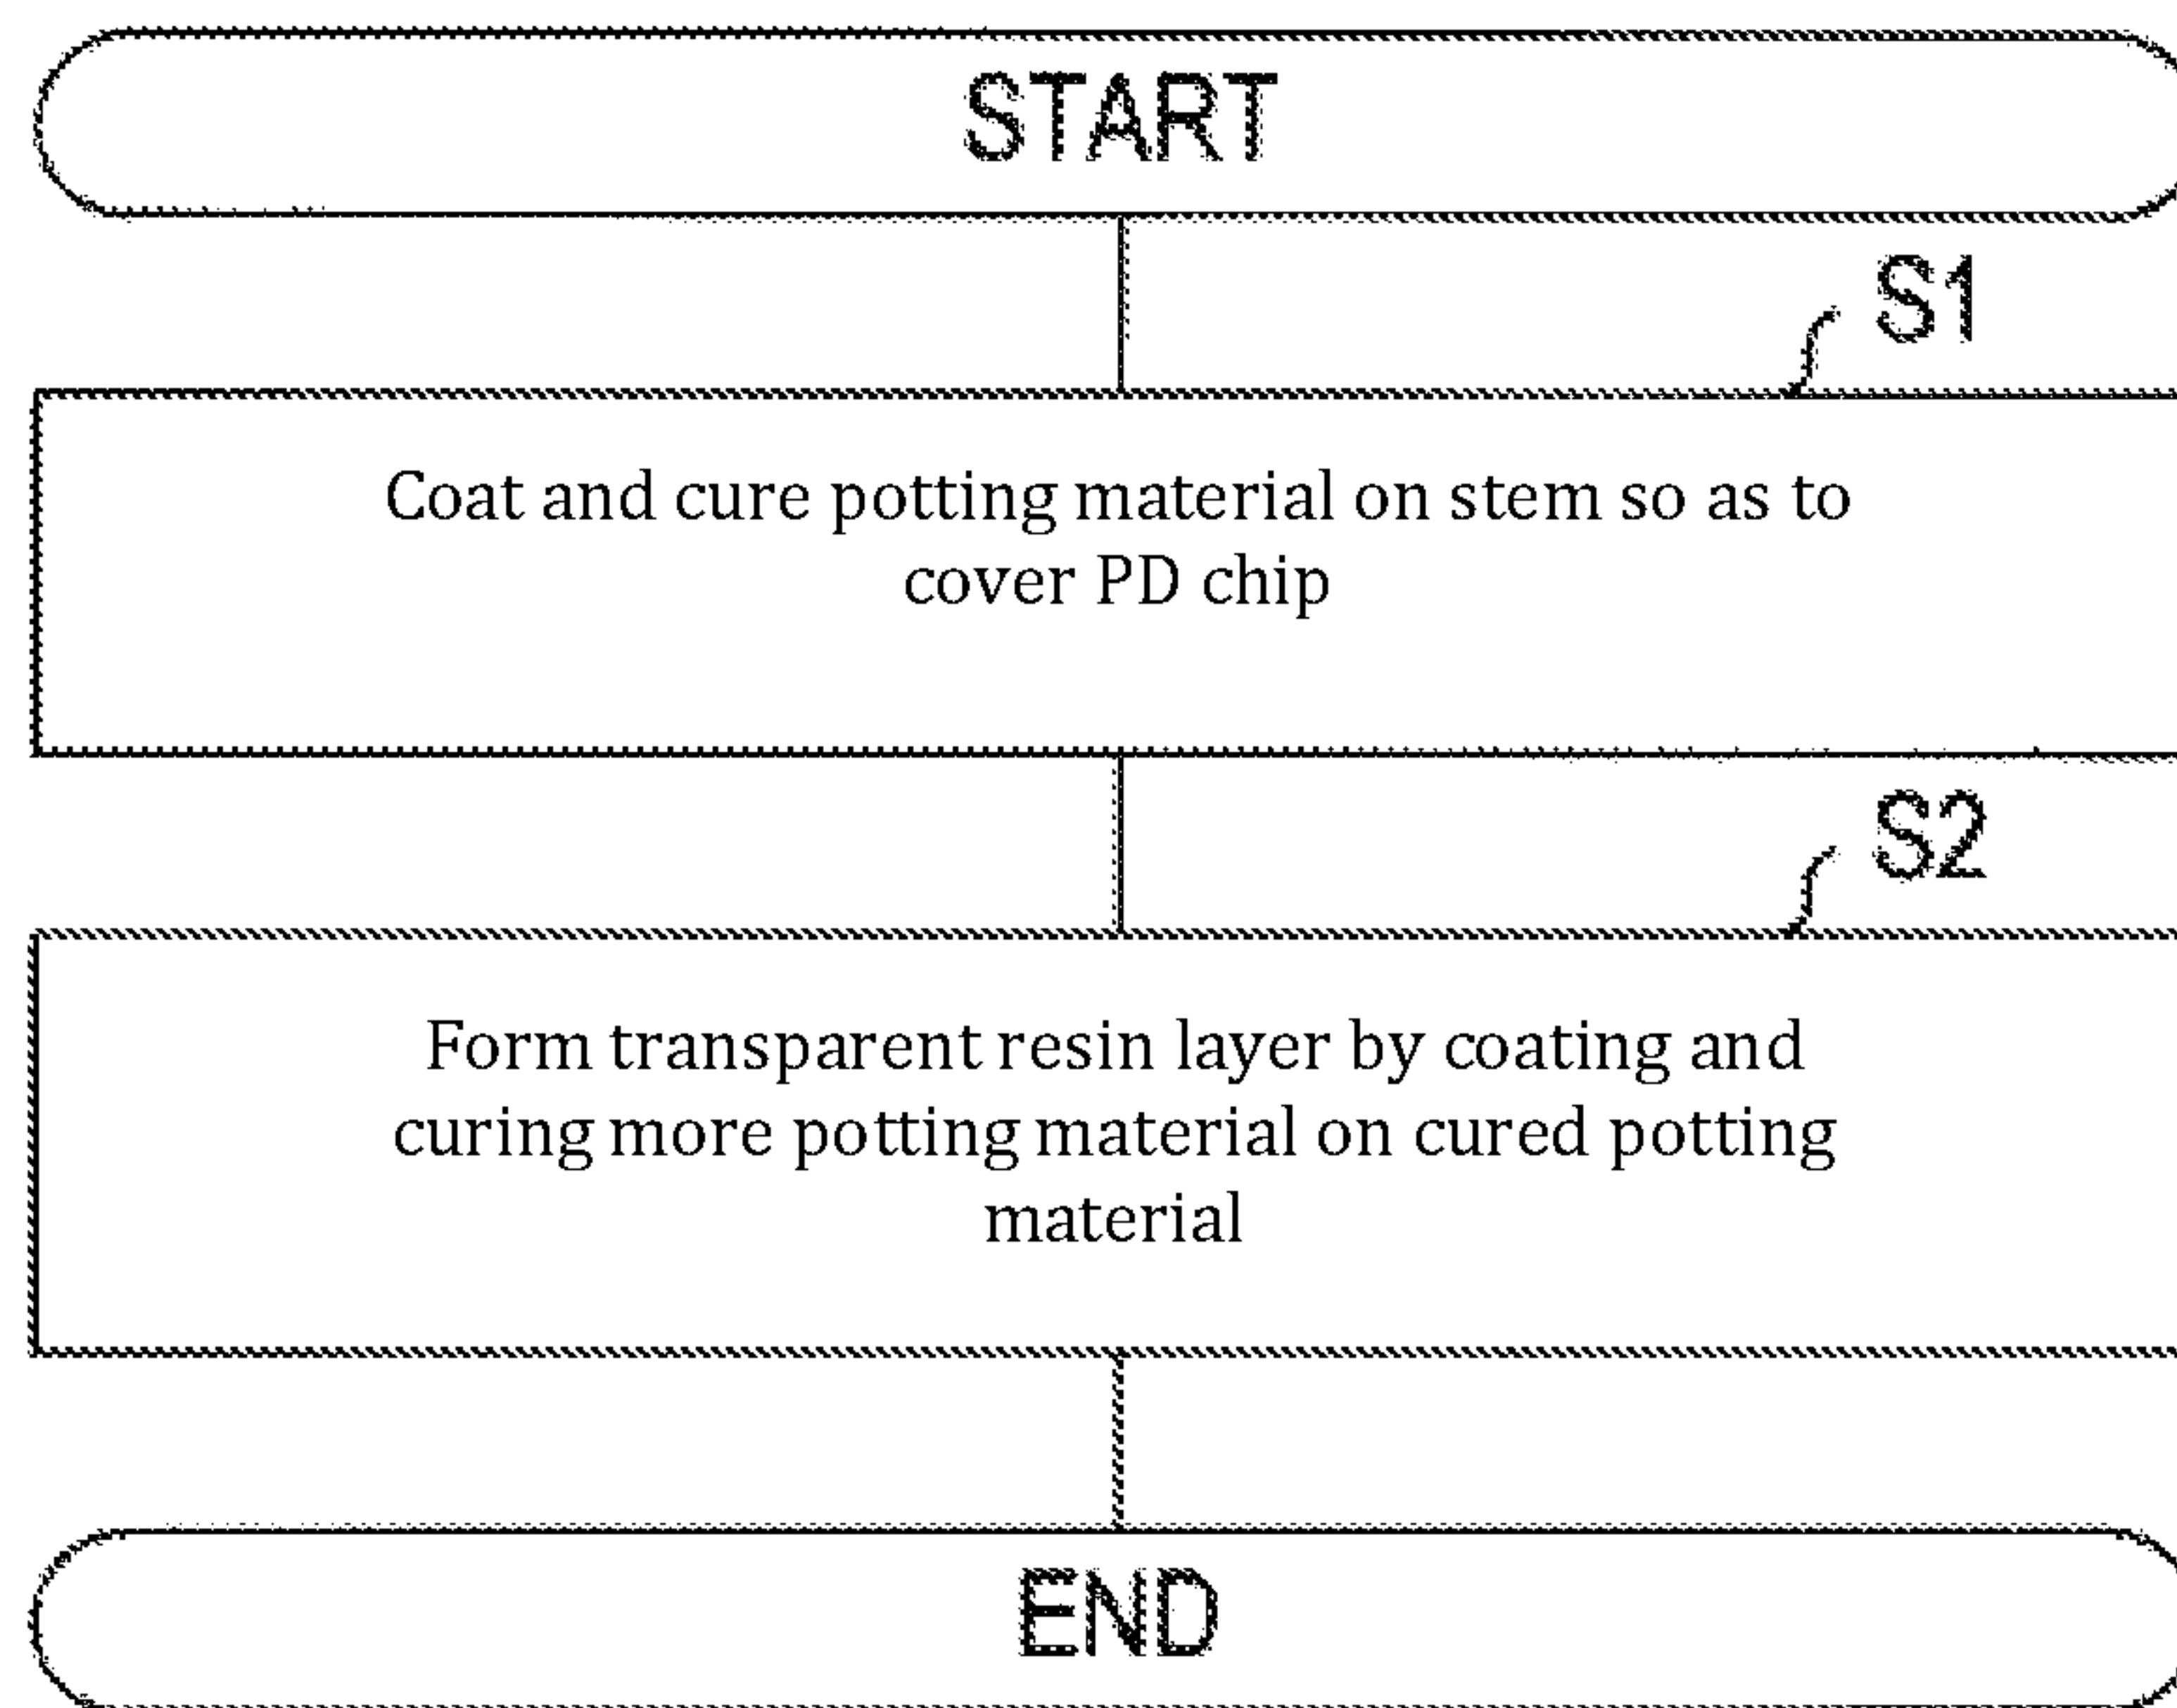 START
S1
Coat and cure potting material on stem so as to
cover PD chip
S2
Form transparent resin layer by coating and
curing more potting material on cured potting
material
END